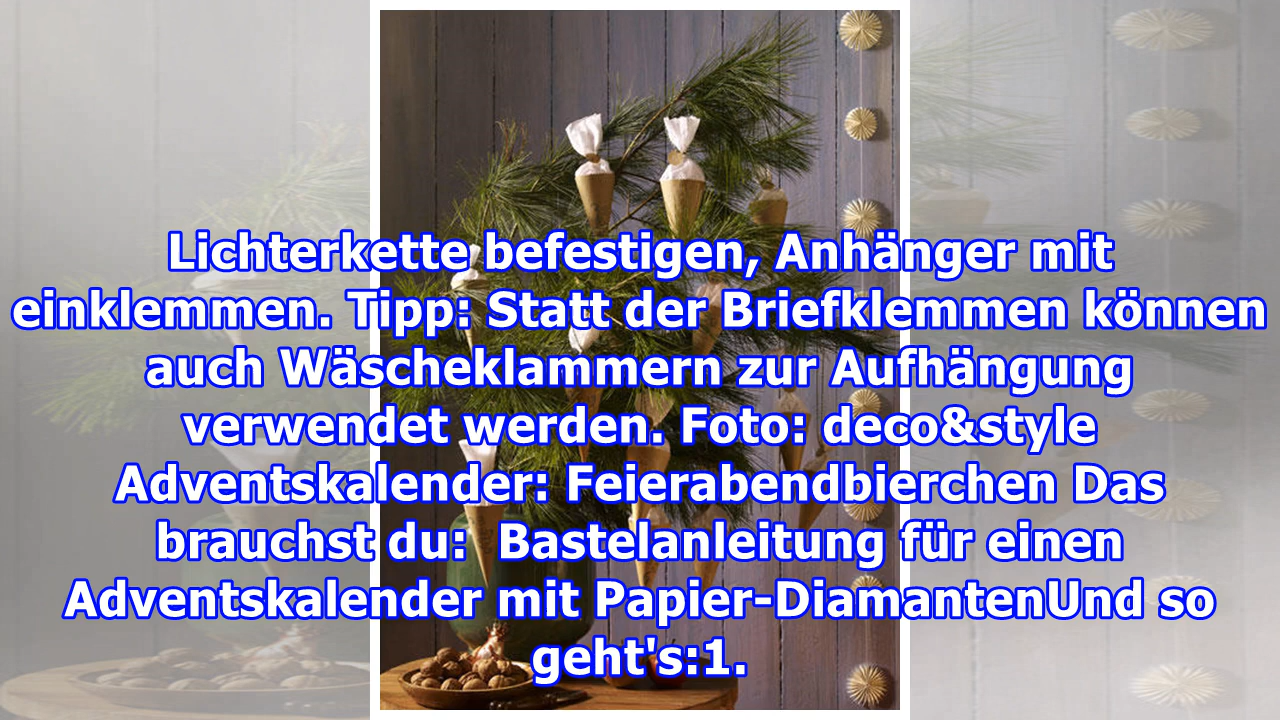 Lichterkette befestigen, Anhänger mit
einklemmen. Tipp: Statt der Briefklemmen können
auch Wäscheklammern zur Aufhängung
verwendet werden. Foto: deco&style
Adventskalender: Feierabendbierchen Das
brauchst du:  Bastelanleitung für einen
Adventskalender mit Papier-DiamantenUnd so
geht's:1.